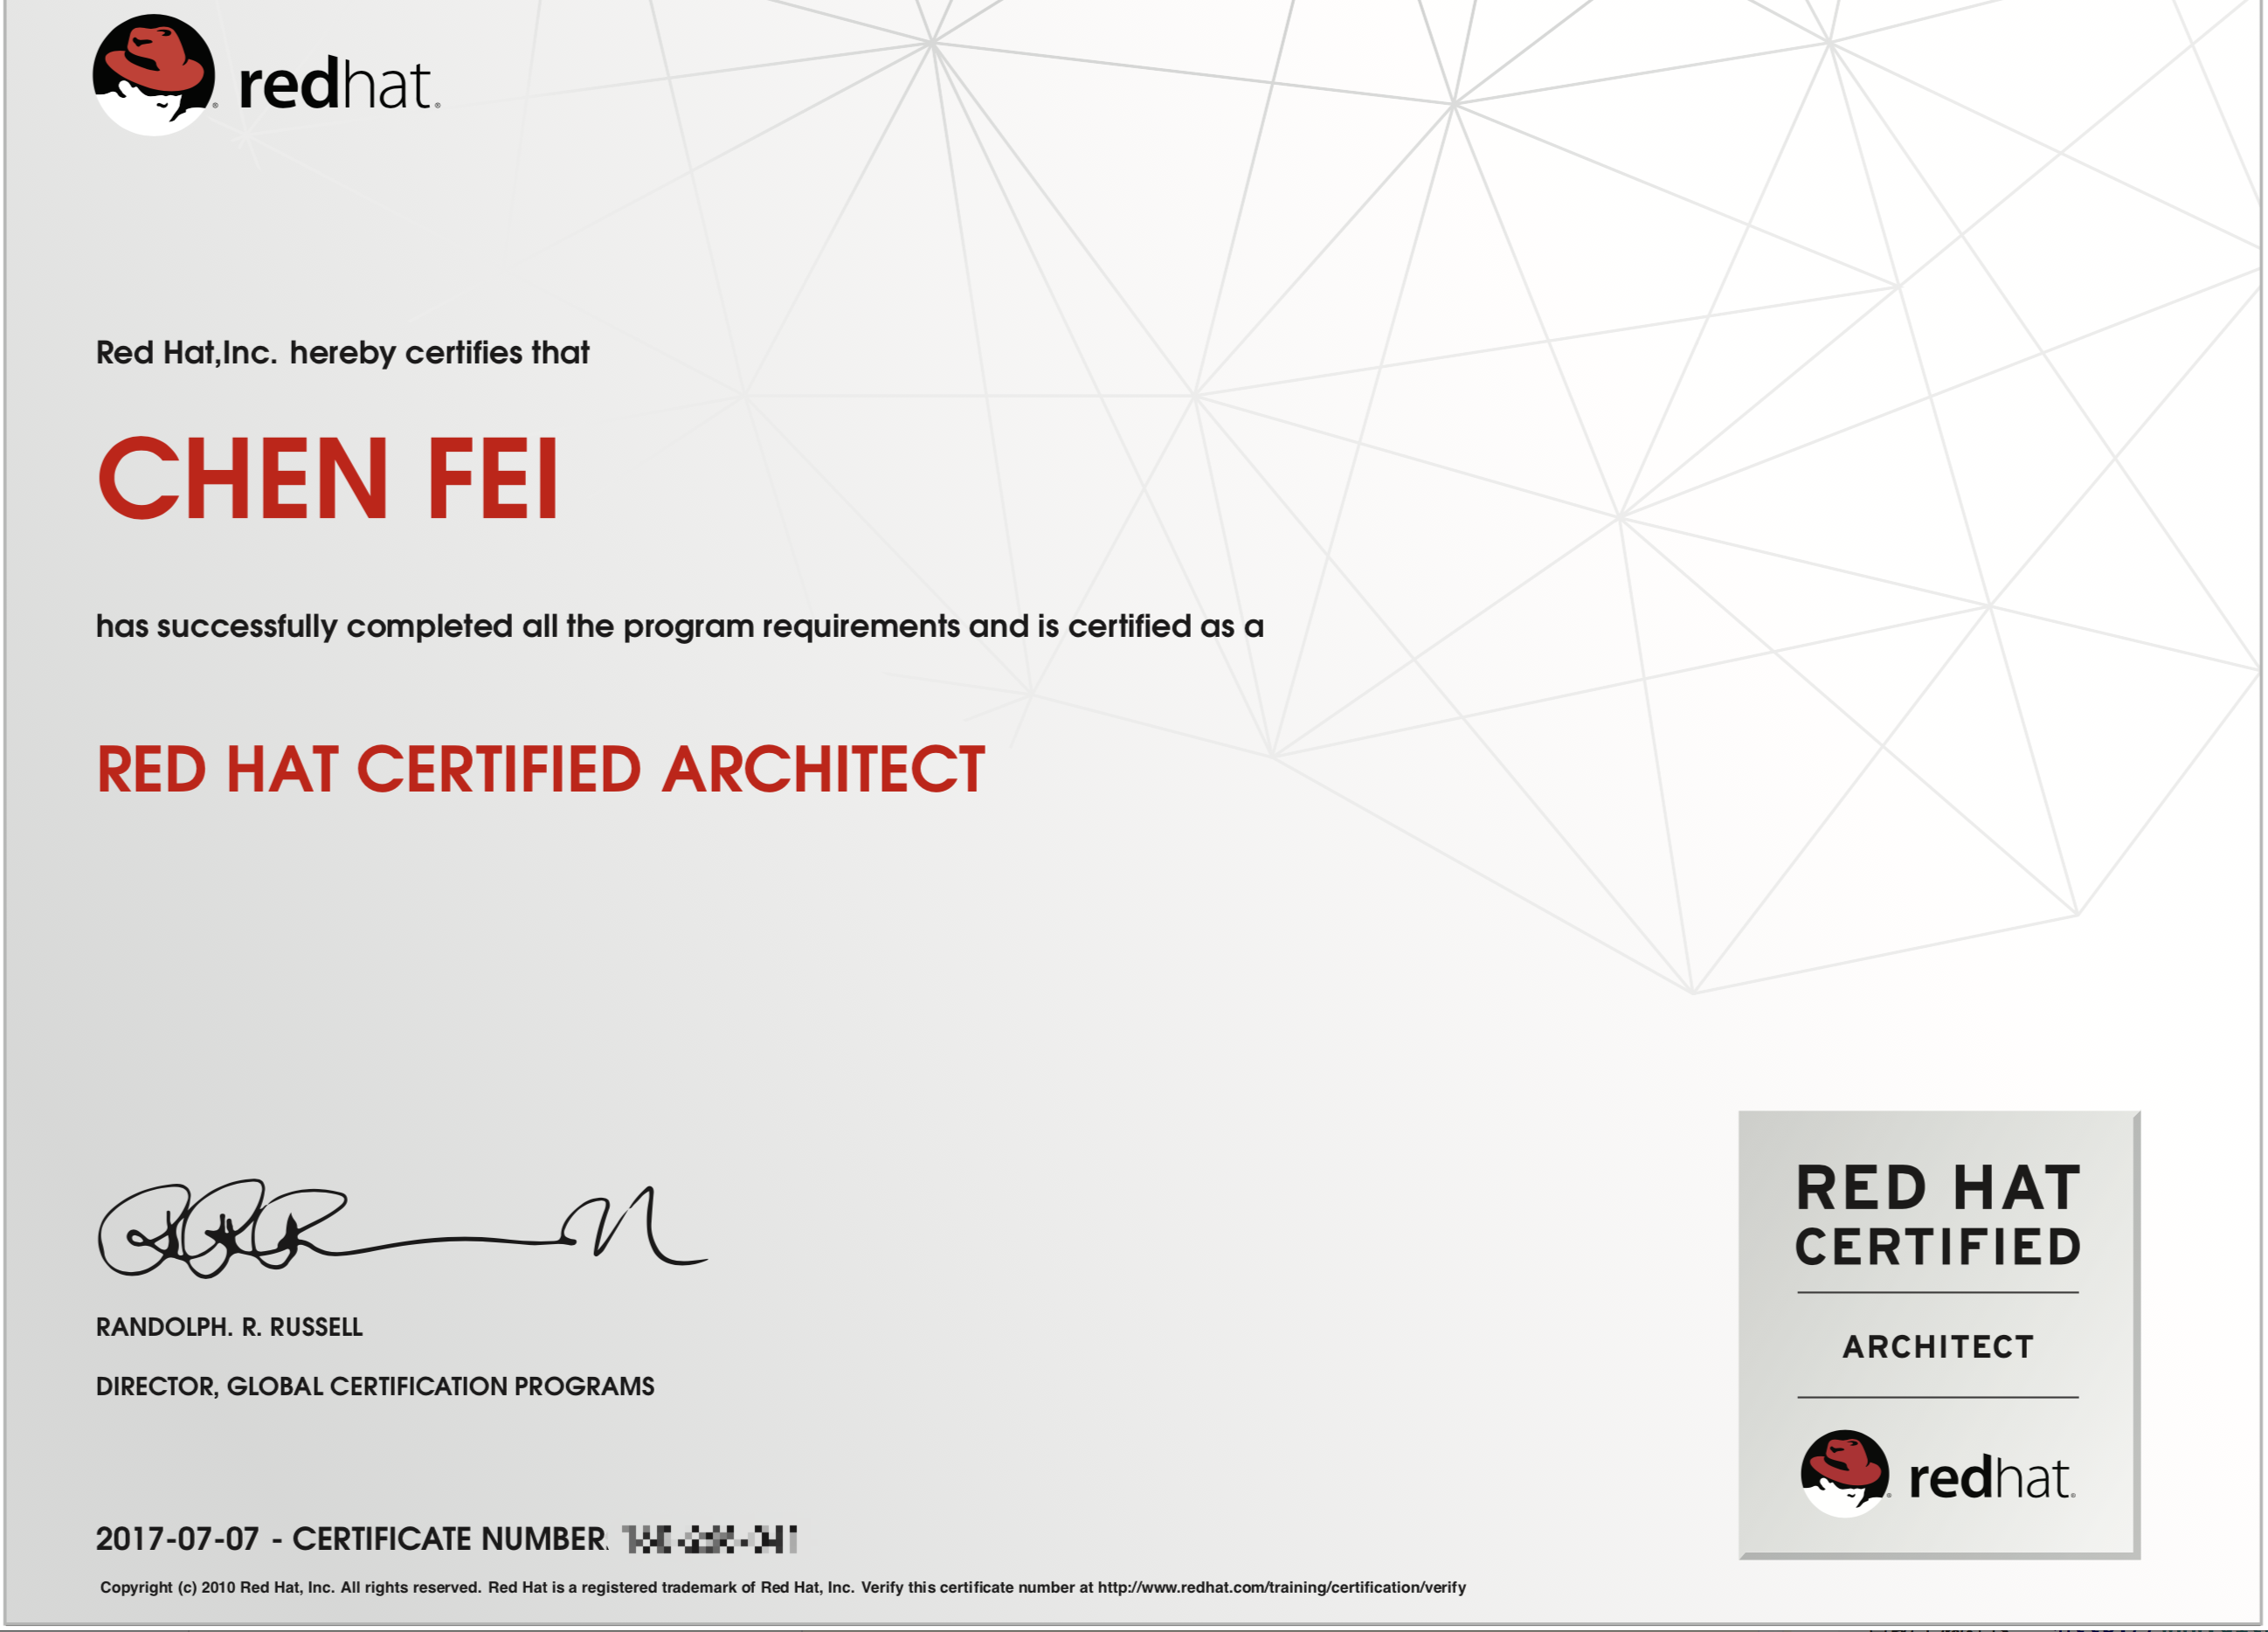 redhat
Red Hat,Inc. hereby certifies that
CHEN FEI
has successfully completed all the program requirements and is certified as a
RED HAT CERTIFIED ARCHITECT
RANDOLPH. R. RUSSELL
DIRECTOR, GLOBAL CERTIFICATION PROGRAMS
2017-07-07 - CERTIFICATE NUMBER
Copyright (c) 2010 Red Hat, Inc. All rights reserved. Red Hat is a registered trademark of Red Hat, Inc. Verify this certificate number at http://www.redhat.com/training/certification/verify
RED HAT
CERTIFIED
ARCHITECT
redhat